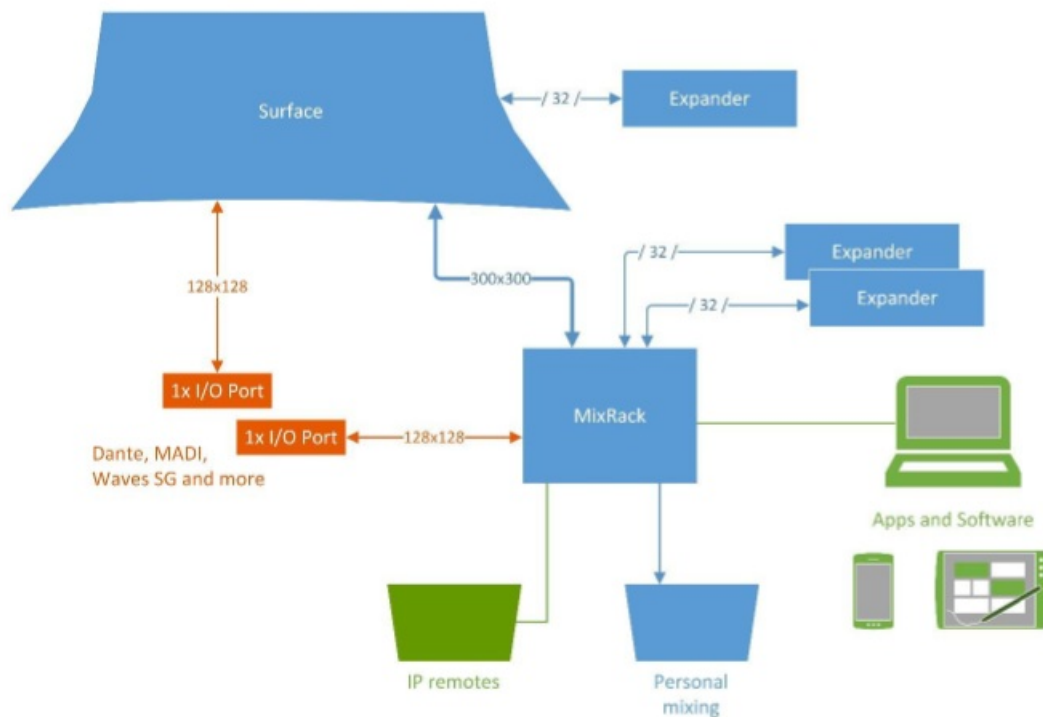 Surface
/ 32 /
Expander
/ 32 /
Expander
300x300
128x128
/ 32 /
Expander
1x I/O Port
MixRack
1x I/O Port
128x128
Dante, MADI,
Waves SG and more
Apps and Software
IP remotes
Personal
mixing